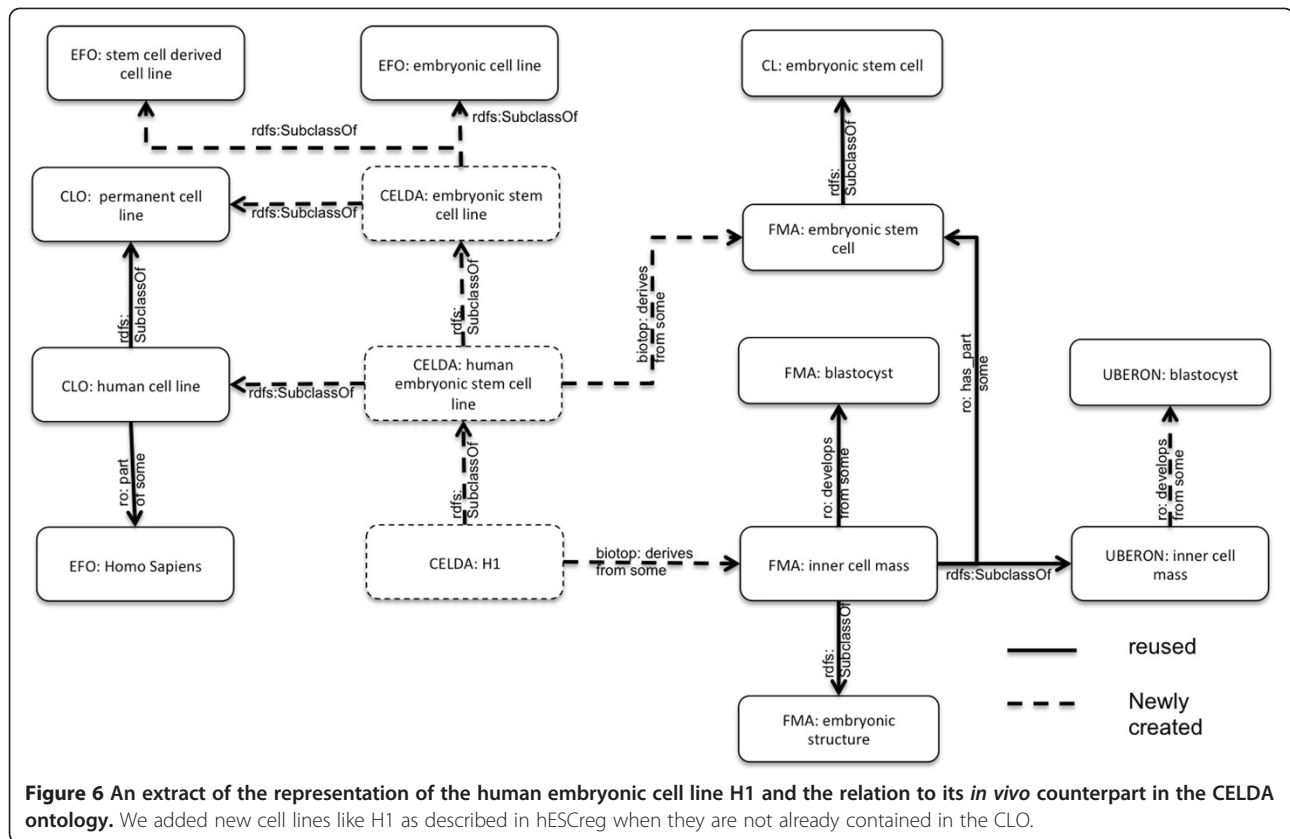 EFO: stem cell derived
cell line
EFO: embryonic cell line
CL: embryonic stem cell
rdfs:SubclassOf
rdfs:SubclassOf
CLO: permanent cell
line
rdfs:SubclassOf
CELDA: embryonic stem
cell line
rdfs:
SubclassOf
FMA: embryonic stem
cell
rdfs:
SubclassOf
rdfs:
SubclassOf
biotop: derives
from some
ro: has_part
some
CLO: human cell line
rdfs:SubclassOf
CELDA: human
embryonic stem cell
line
FMA: blastocyst
UBERON: blastocyst
ro: part
of some
rdfs:
SubclassOf
ro: develops
from some
ro: develops
from some
EFO: Homo Sapiens
CELDA: H1
biotop: derives
from some
FMA: inner cell mass
rdfs:SubclassOf
UBERON: inner cell
mass
rdfs:
SubclassOf
reused
FMA: embryonic
structure
Newly
created
Figure 6 An extract of the representation of the human embryonic cell line H1 and the relation to its in vivo counterpart in the CELDA
ontology. We added new cell lines like H1 as described in hESCreg when they are not already contained in the CLO.